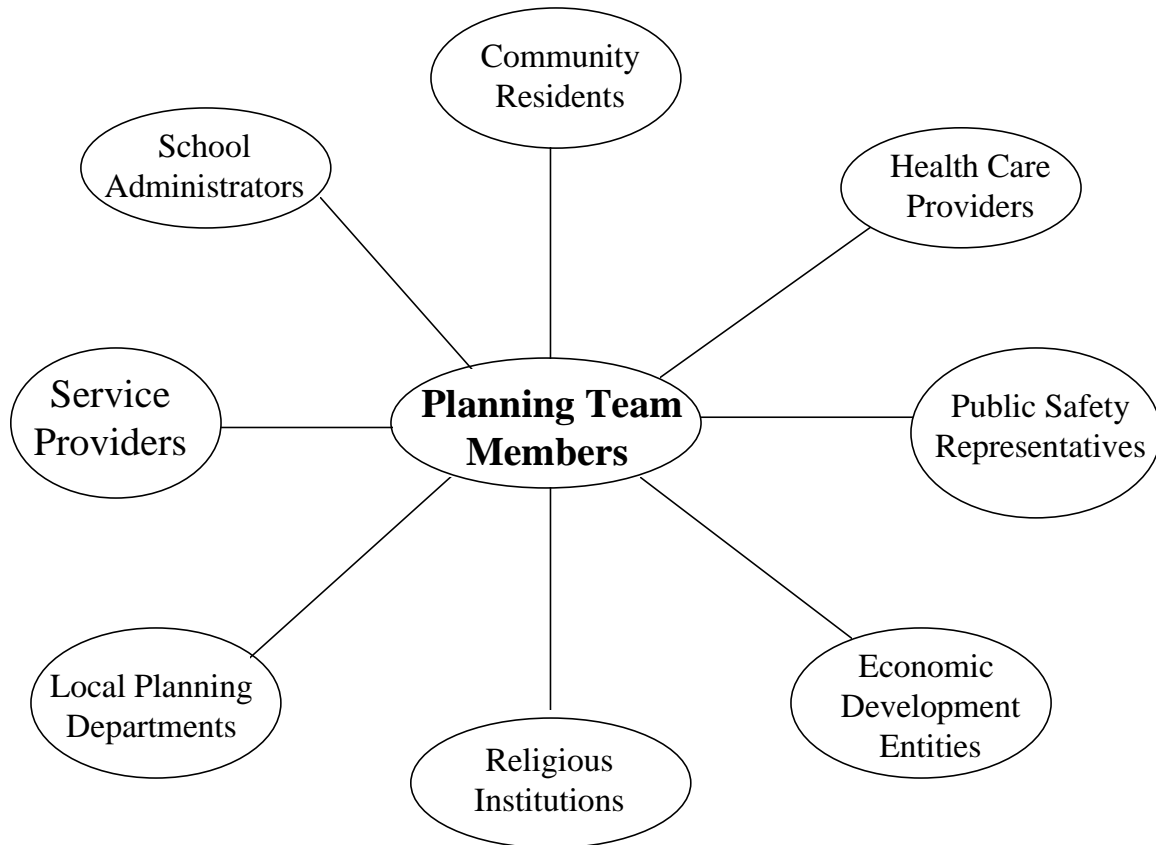 Community
Residents
School
Administrators
Health Care
Providers
Service
Providers
Planning Team
Members
Public Safety
Representatives
Local Planning
Departments
Economic
Development
Entities
Religious
Institutions